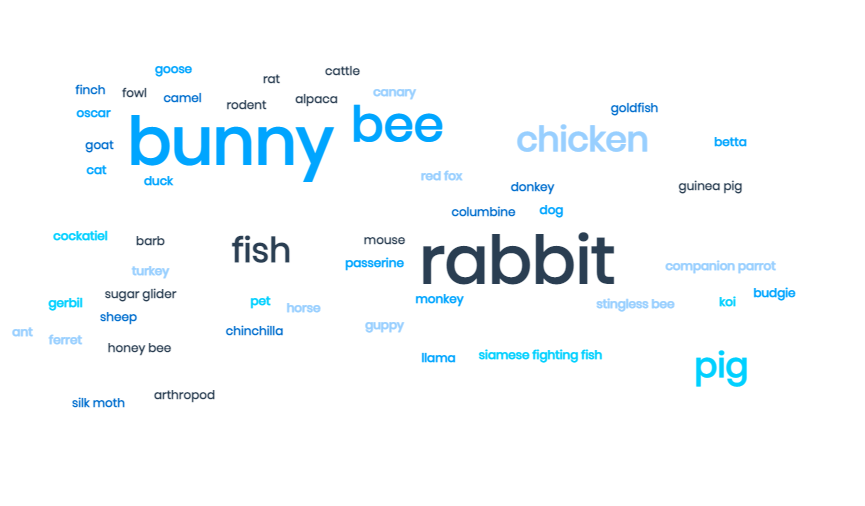 goose
cattle
rat
finch
fowl
camel
rodent
alpaca
canary
oscar
goldfish
bunny
bee
chicken
betta
goat
cat
duck
red fox
donkey
guinea pig
columbine
dog
cockatiel
barb
fish
mouse
rabbit
passerine
turkey
companion parrot
sugar glider
gerbil
pet
horse
monkey
stingless bee
koi
budgie
sheep
chinchilla
guppy
ant
ferret
honey bee
llama
siamese fighting fish
pig
silk moth
arthropod